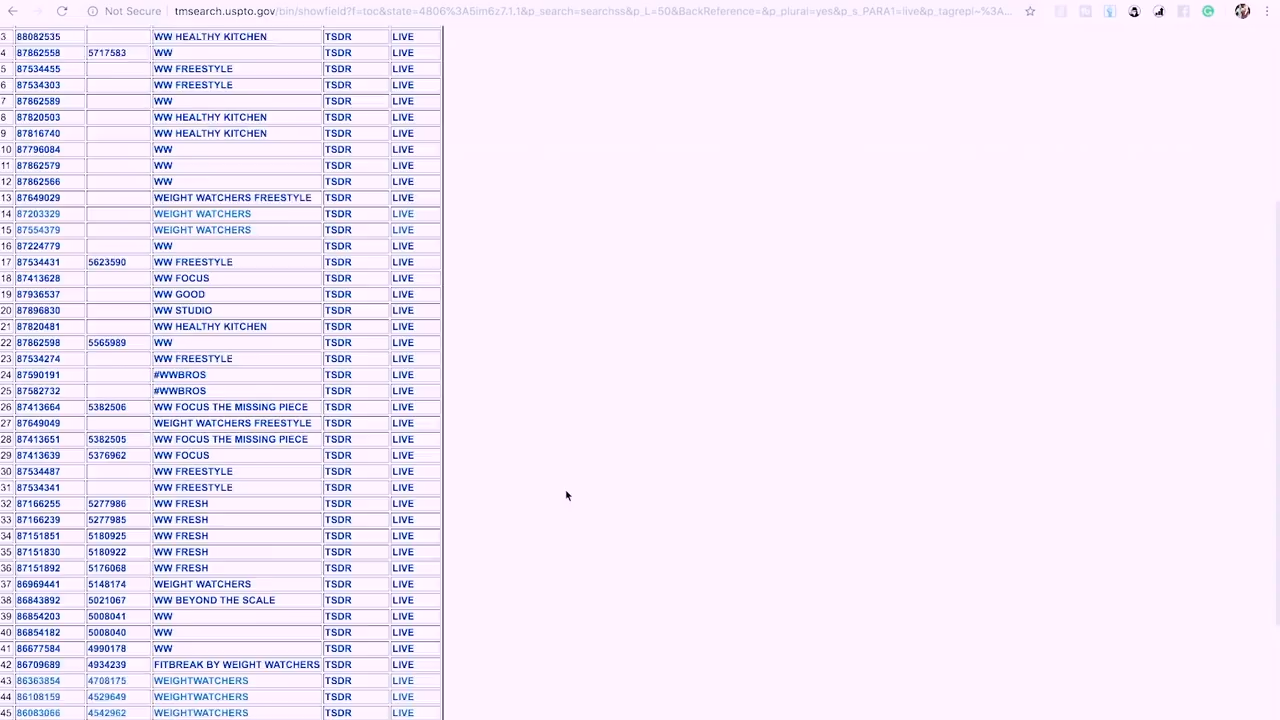 Not Secure tmsearch.uspto.gov/bin/showfield?f=toc&state=4806%3A5im6z7.1.1&p_search=searchss&p_L=50&BackReference=&p_plural=yes&p_s_PARA1=live&p_tagrepl~%3A...
3 88082535 WW HEALTHY KITCHEN TSDR LIVE
4 87862558 5717583 WW TSDR LIVE
5 87534455 WW FREESTYLE TSDR LIVE
6 87534303 WW FREESTYLE TSDR LIVE
7 87862589 WW TSDR LIVE
8 87820503 WW HEALTHY KITCHEN TSDR LIVE
9 87816740 WW HEALTHY KITCHEN TSDR LIVE
10 87796084 WW TSDR LIVE
11 87862579 WW TSDR LIVE
12 87862566 WW TSDR LIVE
13 87649029 WEIGHT WATCHERS FREESTYLE TSDR LIVE
14 87203329 WEIGHT WATCHERS TSDR LIVE
15 87554379 WEIGHT WATCHERS TSDR LIVE
16 87224779 WW TSDR LIVE
17 87534431 5623590 WW FREESTYLE TSDR LIVE
18 87413628 WW FOCUS TSDR LIVE
19 87936537 WW GOOD TSDR LIVE
20 87896830 WW STUDIO TSDR LIVE
21 87820481 WW HEALTHY KITCHEN TSDR LIVE
22 87862598 5565989 WW TSDR LIVE
23 87534274 WW FREESTYLE TSDR LIVE
24 87590191 #WWBROS TSDR LIVE
25 87582732 #WWBROS TSDR LIVE
26 87413664 5382506 WW FOCUS THE MISSING PIECE TSDR LIVE
27 87649049 WEIGHT WATCHERS FREESTYLE TSDR LIVE
28 87413651 5382505 WW FOCUS THE MISSING PIECE TSDR LIVE
29 87413639 5376962 WW FOCUS TSDR LIVE
30 87534487 WW FREESTYLE TSDR LIVE
31 87534341 WW FREESTYLE TSDR LIVE
32 87166255 5277986 WW FRESH TSDR LIVE
33 87166239 5277985 WW FRESH TSDR LIVE
34 87151851 5180925 WW FRESH TSDR LIVE
35 87151830 5180922 WW FRESH TSDR LIVE
36 87151892 5176068 WW FRESH TSDR LIVE
37 86969441 5148174 WEIGHT WATCHERS TSDR LIVE
38 86843892 5021067 WW BEYOND THE SCALE TSDR LIVE
39 86854203 5008041 WW TSDR LIVE
40 86854182 5008040 WW TSDR LIVE
41 86677584 4990178 WW TSDR LIVE
42 86709689 4934239 FITBREAK BY WEIGHT WATCHERS TSDR LIVE
43 86363854 4708175 WEIGHTWATCHERS TSDR LIVE
44 86108159 4529649 WEIGHTWATCHERS TSDR LIVE
45 86083066 4542962 WEIGHTWATCHERS TSDR LIVE